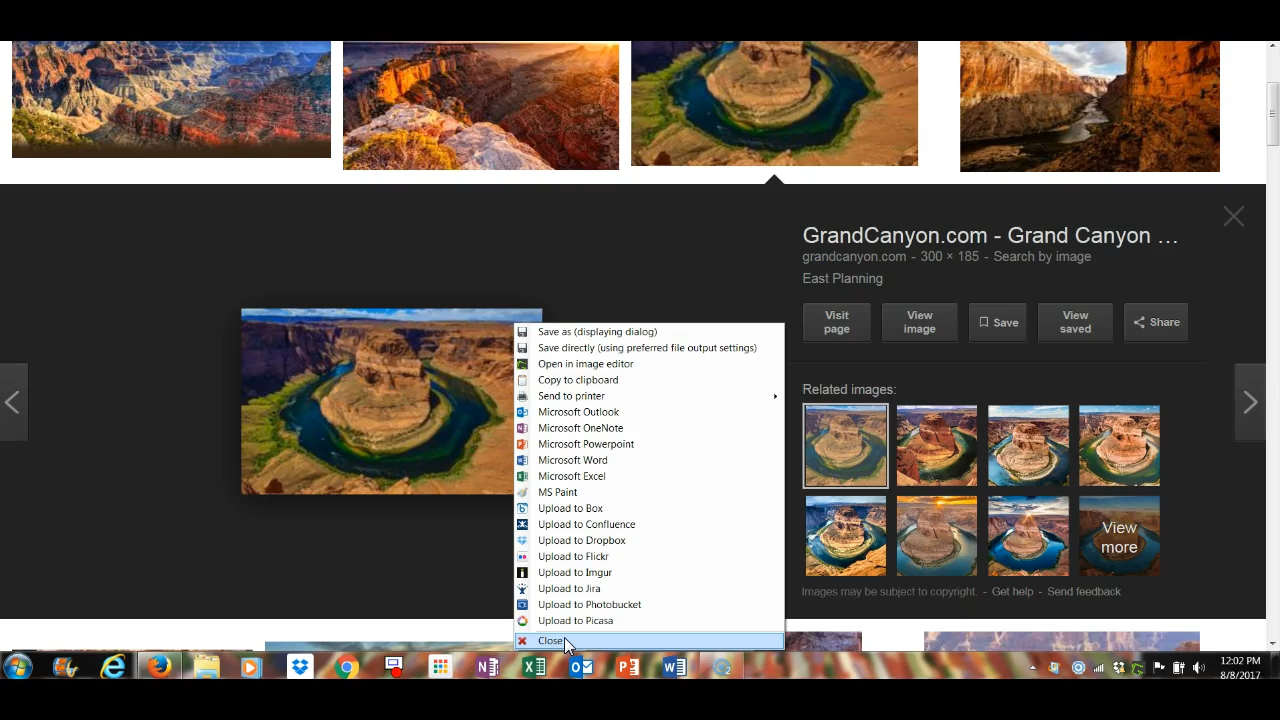 GrandCanyon.com - Grand Canyon …
grandcanyon.com - 300 × 185 - Search by image
East Planning
Visit page
View image
Save
View saved
Share
Related images:
View more
Images may be subject to copyright. - Get help - Send feedback
Save as (displaying dialog)
Save directly (using preferred file output settings)
Open in image editor
Copy to clipboard
Send to printer
Microsoft Outlook
Microsoft OneNote
Microsoft Powerpoint
Microsoft Word
Microsoft Excel
MS Paint
Upload to Box
Upload to Confluence
Upload to Dropbox
Upload to Flickr
Upload to Imgur
Upload to Jira
Upload to Photobucket
Upload to Picasa
Close
12:02 PM
8/8/2017